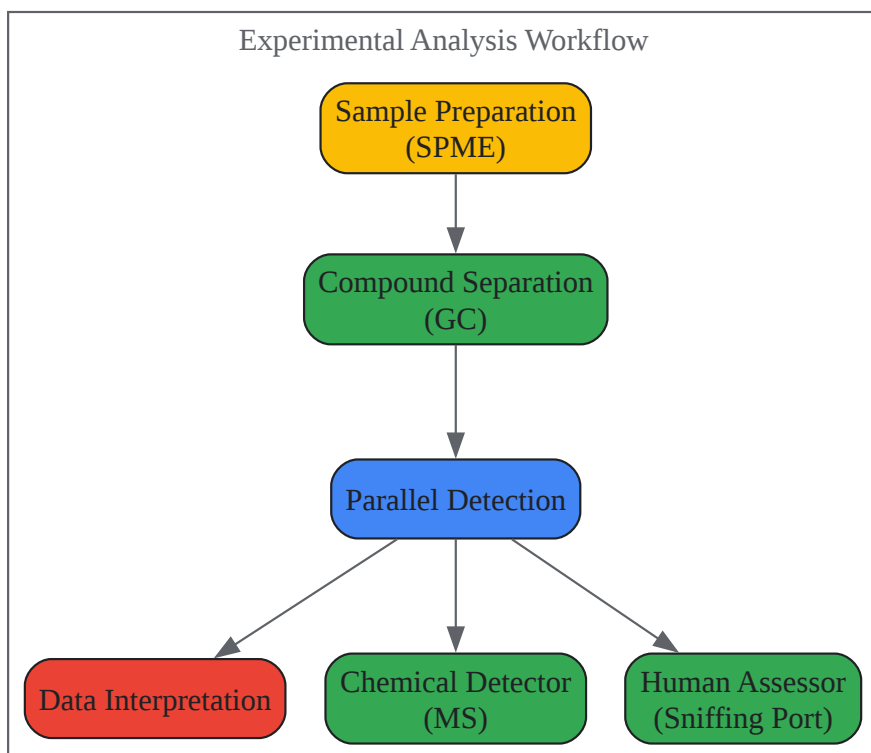 Experimental Analysis Workflow
Sample Preparation
(SPME)
Compound Separation
(GC)
Parallel Detection
Data Interpretation
Chemical Detector
(MS)
Human Assessor
(Sniffing Port)